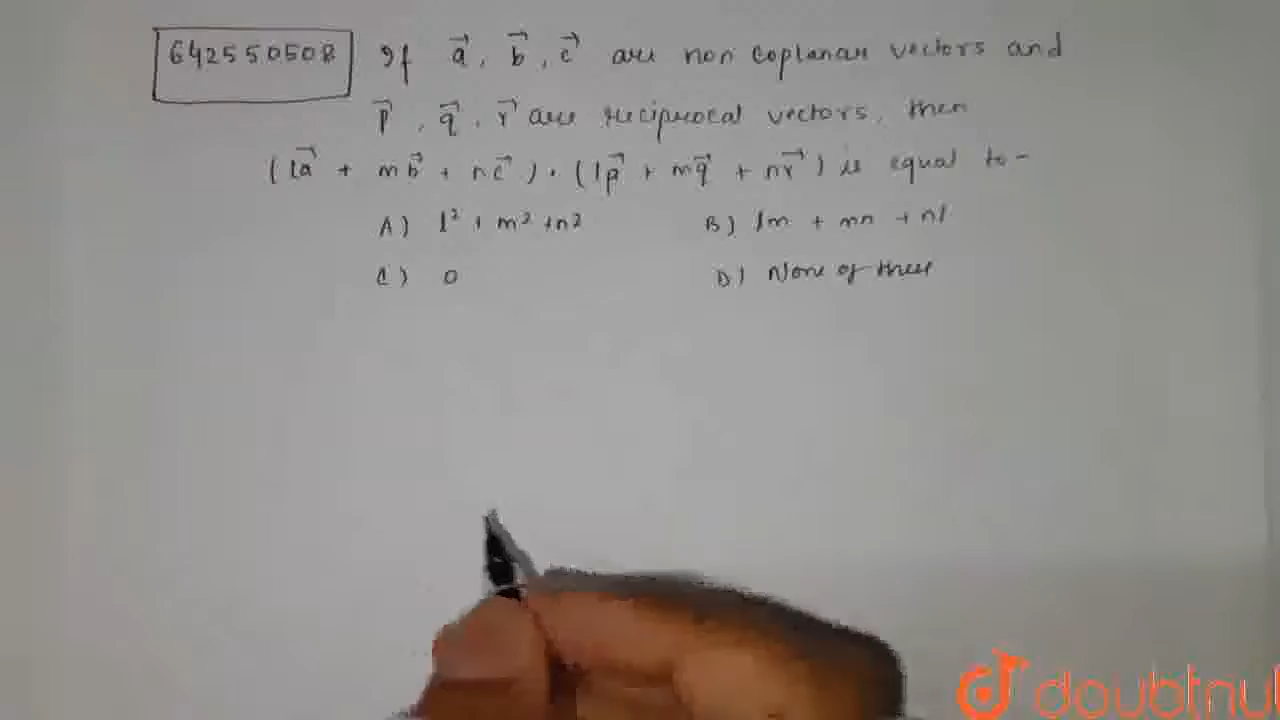 642550508 If a⃗, b⃗, c⃗ are non coplanar vectors and
p⃗, q⃗, r⃗ are reciprocal vectors, then
(la⃗ + mb⃗ + nc⃗) · (lp⃗ + mq⃗ + nr⃗) is equal to -
A) l² + m² + n² B) lm + mn + nl
C) 0 D) None of these
doubtnut